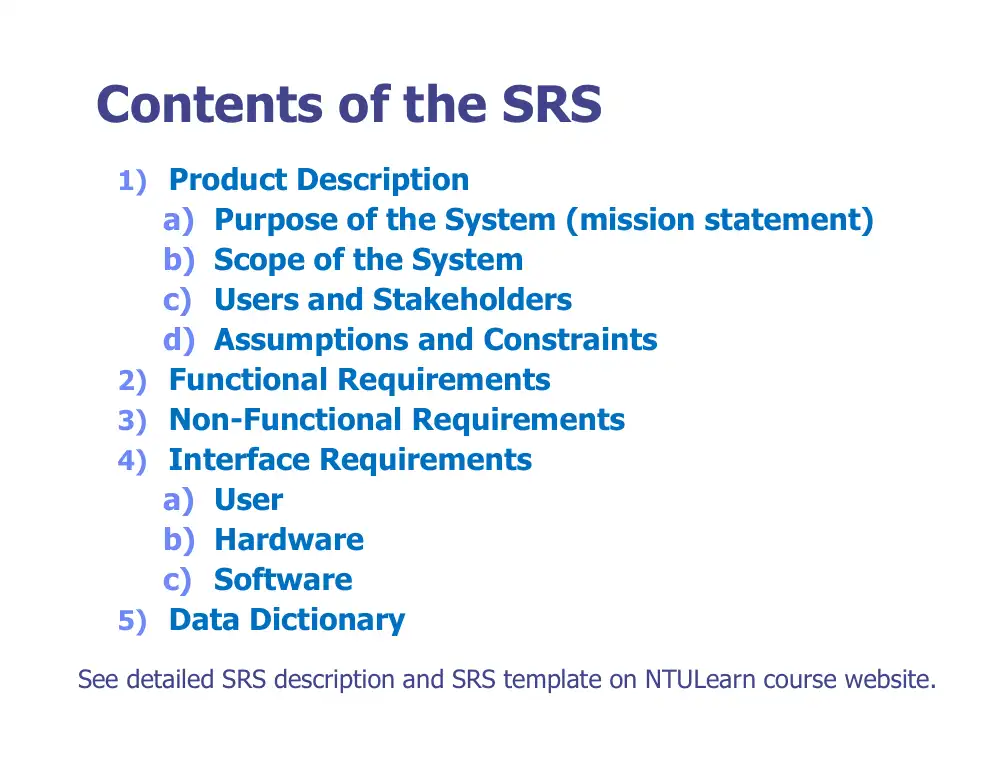 Contents of the SRS
1) Product Description
a) Purpose of the System (mission statement)
b) Scope of the System
c) Users and Stakeholders
d) Assumptions and Constraints
2) Functional Requirements
3) Non-Functional Requirements
4) Interface Requirements
a) User
b) Hardware
c) Software
5) Data Dictionary
See detailed SRS description and SRS template on NTULearn course website.